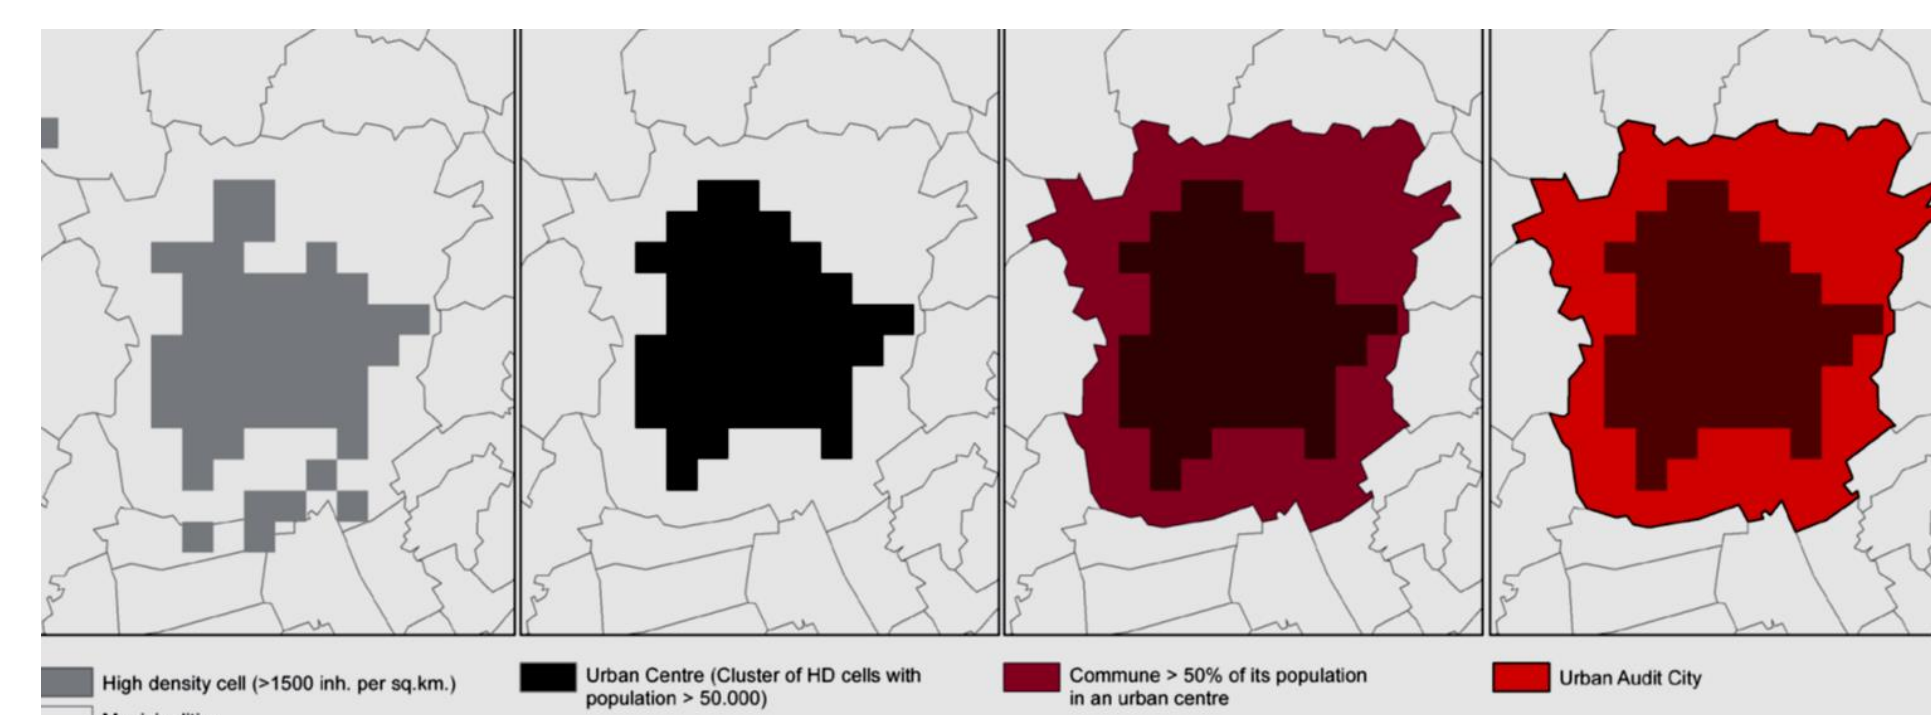 High density cell (>1500 inh. per sq.km.)
Urban Centre (Cluster of HD cells with
population > 50.000)
Commune > 50% of its population
in an urban centre
Urban Audit City